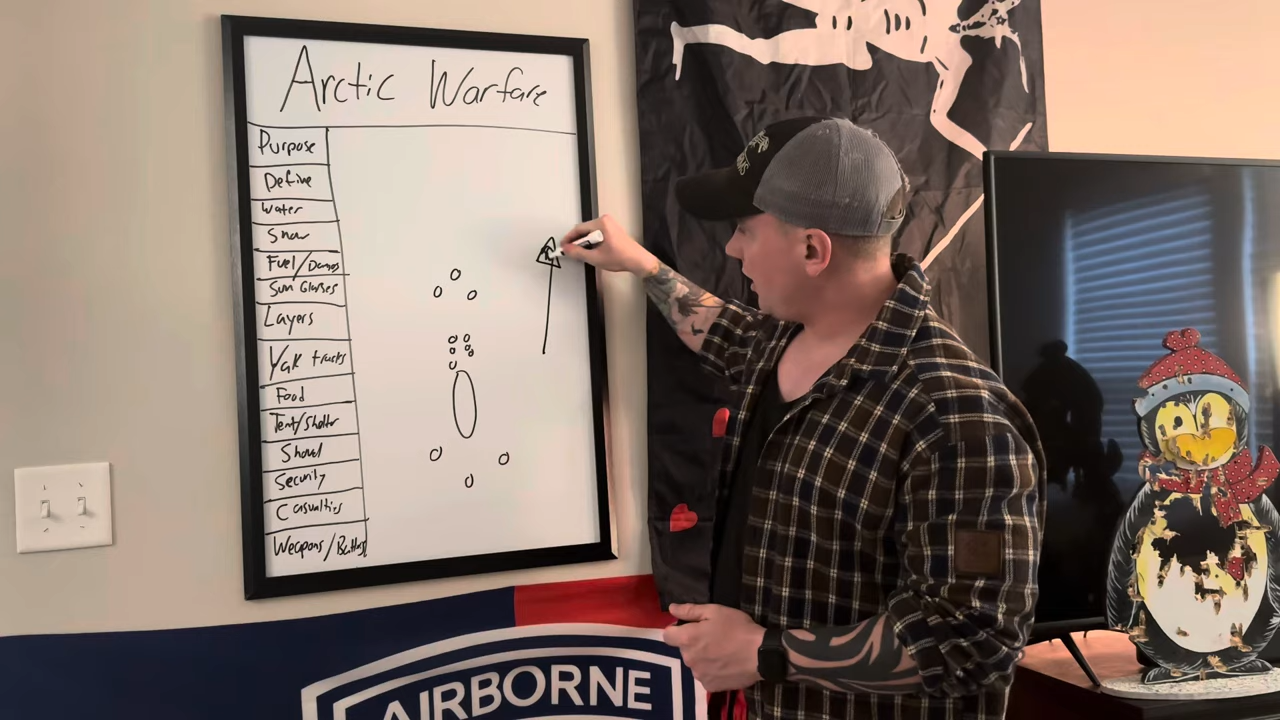 Arctic Warfare
Purpose
Define
Water
Snow
Fuel/
Sun Glasses
Layers
Yak tracks
Food
Tent/Shelter
Shovel
Security
Casualties
Weapons/
AIRBORNE